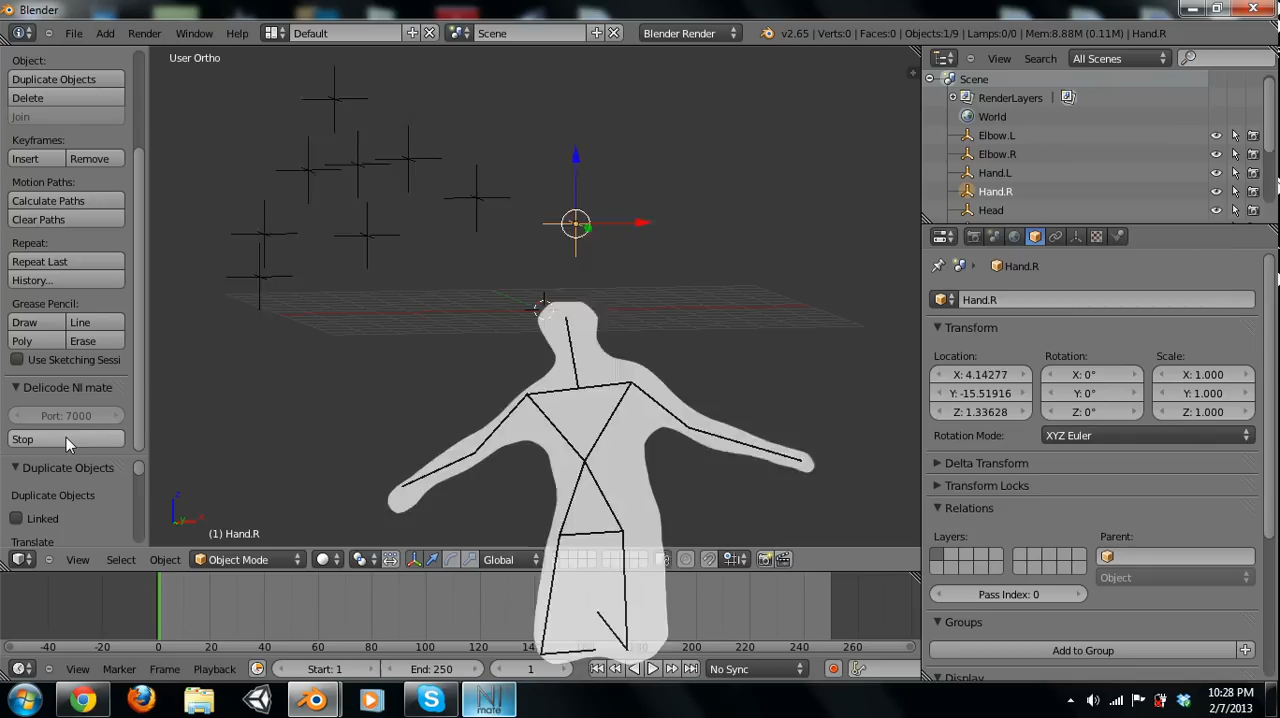 Blender
File Add Render Window Help Default Scene Blender Render v2.65 | Verts:0 | Faces:0 | Objects:1/9 | Lamps:0/0 | Mem:8.88M (0.11M) | Hand.R
Object:
Duplicate Objects
Delete
Join
Keyframes:
Insert Remove
Motion Paths:
Calculate Paths
Clear Paths
Repeat:
Repeat Last
History...
Grease Pencil:
Draw Line
Poly Erase
Use Sketching Sessi
Delicode NI mate
Port: 7000
Stop
Duplicate Objects
Duplicate Objects
Linked
Translate
User Ortho
z
(1) Hand.R
View Select Object Object Mode Global
-40 -20 0 20 40 60 80 100 120 180 200 220 240 260
View Marker Frame Playback Start: 1 End: 250 1 No Sync
View Search All Scenes
Scene
RenderLayers |
World
Elbow.L
Elbow.R
Hand.L
Hand.R
Head
Hand.R
Hand.R
Transform
Location: Rotation: Scale:
X: 4.14277 X: 0° X: 1.000
Y: -15.51916 Y: 0° Y: 1.000
Z: 1.33628 Z: 0° Z: 1.000
Rotation Mode: XYZ Euler
Delta Transform
Transform Locks
Relations
Layers: Parent:
Object
Pass Index: 0
Groups
Add to Group
Display
NI
mate
10:28 PM
2/7/2013